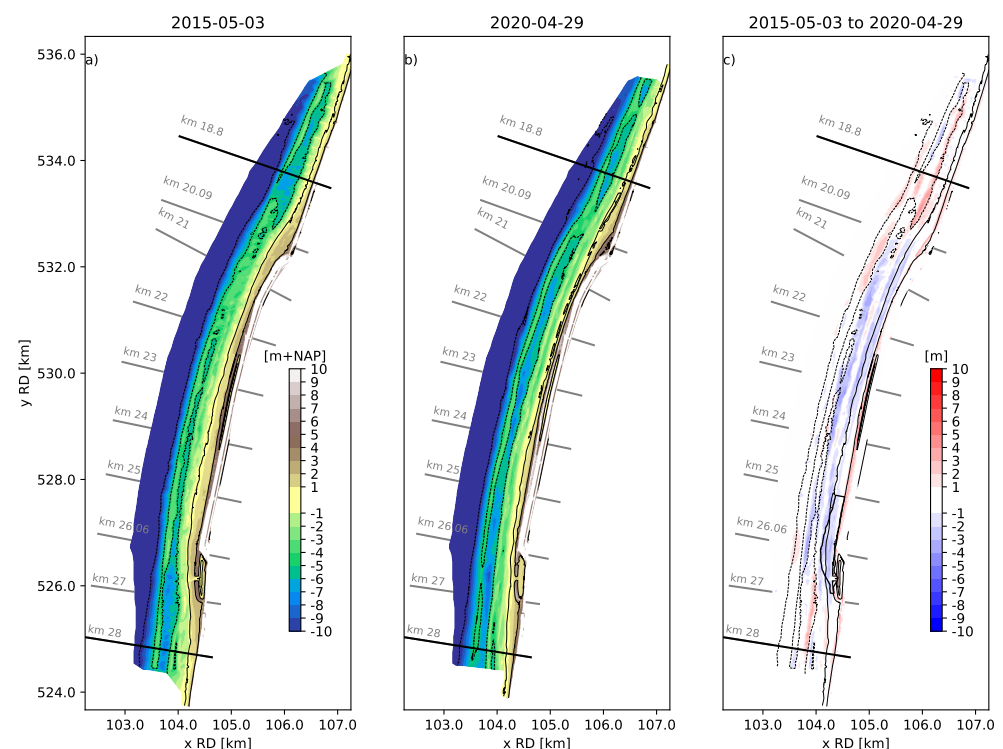 2015-05-03
2020-04-29
2015-05-03 to 2020-04-29
a)
b)
c)
y RD [km]
536.0
534.0
532.0
530.0
528.0
526.0
524.0
km 18.8
km 20.09
km 21
km 22
km 23
km 24
km 25
km 26.06
km 27
km 28
[m+NAP]
10
9
8
7
6
5
4
3
2
1
-1
-2
-3
-4
-5
-6
-7
-8
-9
-10
103.0 104.0 105.0 106.0 107.0
x RD [km]
km 18.8
km 20.09
km 21
km 22
km 23
km 24
km 25
km 26.06
km 27
km 28
103.0 104.0 105.0 106.0 107.0
x RD [km]
km 18.8
km 20.09
km 21
km 22
km 23
km 24
km 25
km 26.06
km 27
km 28
[m]
10
9
8
7
6
5
4
3
2
1
-1
-2
-3
-4
-5
-6
-7
-8
-9
-10
103.0 104.0 105.0 106.0 107.0
x RD [km]